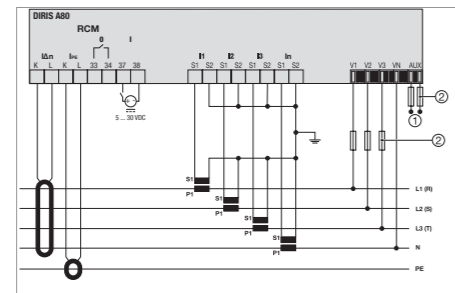 DIRIS A80
RCM
0 I
IΔn IPE I1 I2 I3 In
K L K L 33 34 37 38 S1 S2 S1 S2 S1 S2 S1 S2 V1 V2 V3 VN AUX
5 ... 30 VDC
1
2
2
S1
P1
L1 (R)
S1
P1
L2 (S)
S1
P1
L3 (T)
S1
P1
N
PE